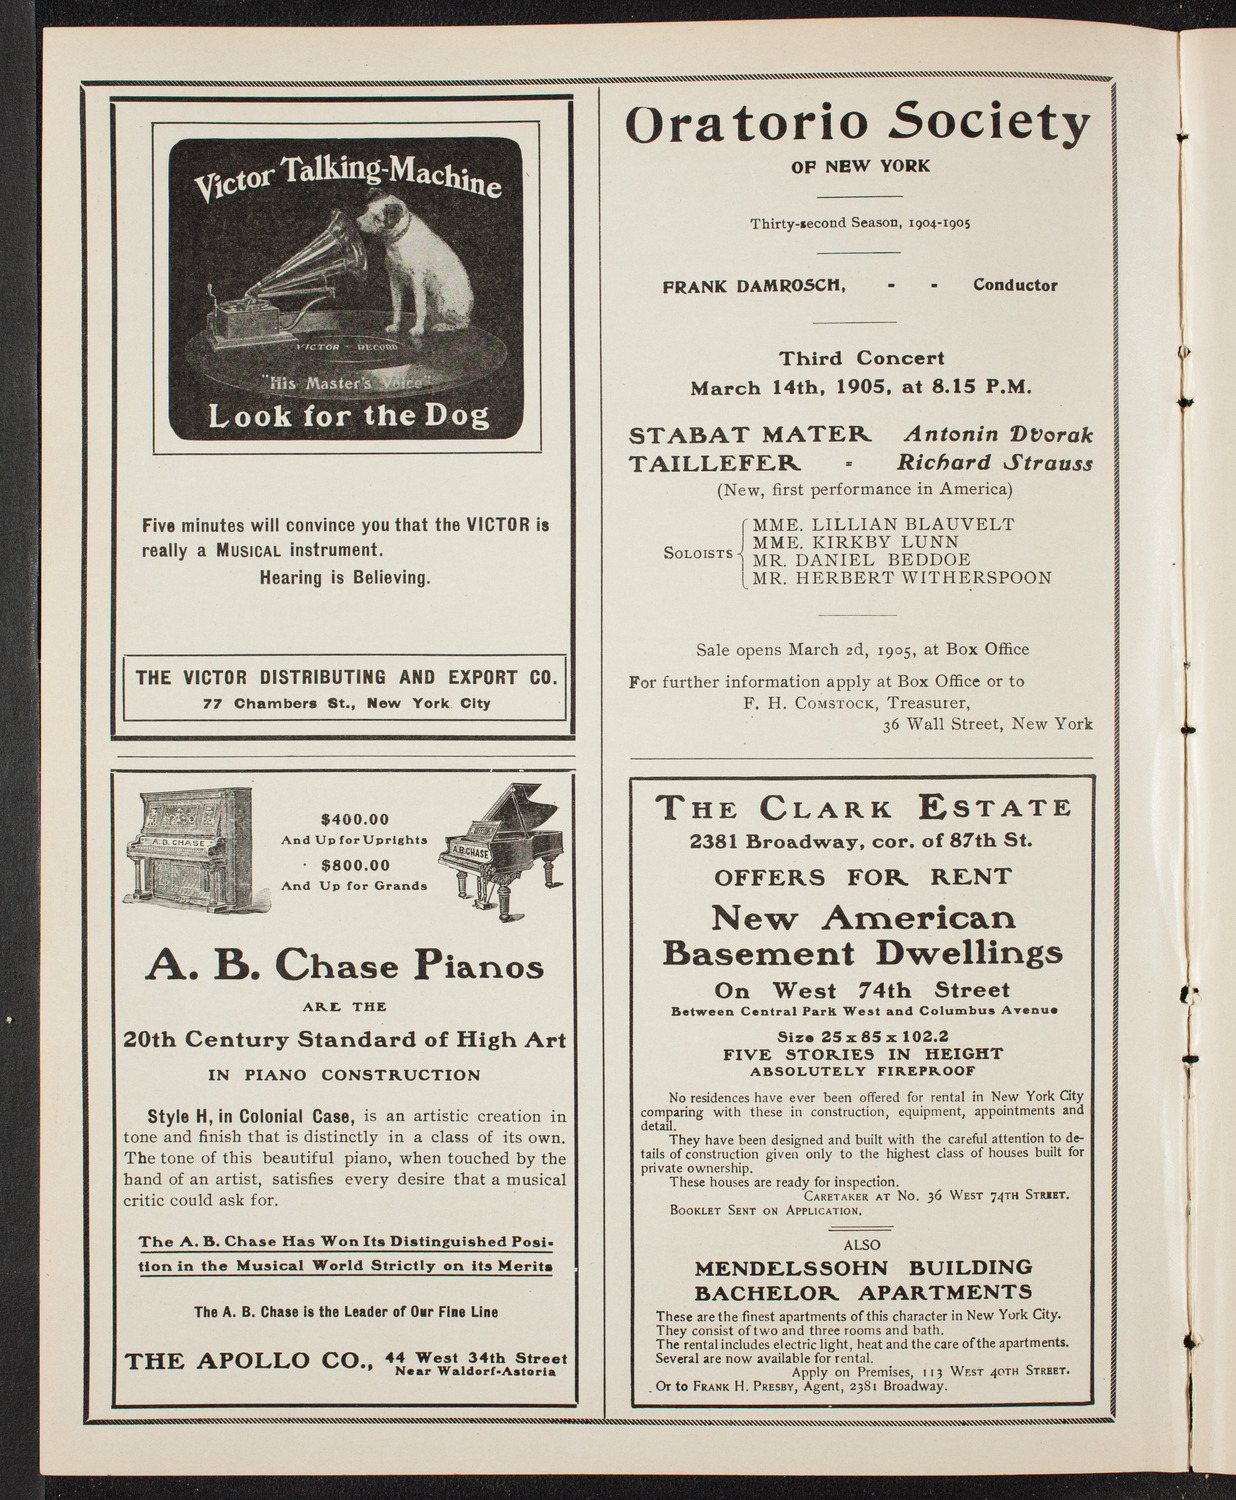 Victor Talking-Machine
VICTOR - RECORD
"His Master's Voice"
Look for the Dog
Five minutes will convince you that the VICTOR is
really a MUSICAL instrument.
Hearing is Believing.
THE VICTOR DISTRIBUTING AND EXPORT CO.
77 Chambers St., New York City
A. B. CHASE
$400.00
And Up for Uprights
$800.00
And Up for Grands
A.B.CHASE
A. B. Chase Pianos
ARE THE
20th Century Standard of High Art
IN PIANO CONSTRUCTION
Style H, in Colonial Case, is an artistic creation in
tone and finish that is distinctly in a class of its own.
The tone of this beautiful piano, when touched by the
hand of an artist, satisfies every desire that a musical
critic could ask for.
The A. B. Chase Has Won Its Distinguished Posi-
tion in the Musical World Strictly on its Merits
The A. B. Chase is the Leader of Our Fine Line
THE APOLLO CO., 44 West 34th Street
Near Waldorf-Astoria
Oratorio Society
OF NEW YORK
Thirty-second Season, 1904-1905
FRANK DAMROSCH, - - Conductor
Third Concert
March 14th, 1905, at 8.15 P.M.
STABAT MATER Antonin Dvorak
TAILLEFER - Richard Strauss
(New, first performance in America)
SOLOISTS
MME. LILLIAN BLAUVELT
MME. KIRKBY LUNN
MR. DANIEL BEDDOE
MR. HERBERT WITHERSPOON
Sale opens March 2d, 1905, at Box Office
For further information apply at Box Office or to
F. H. COMSTOCK, Treasurer,
36 Wall Street, New York
THE CLARK ESTATE
2381 Broadway, cor. of 87th St.
OFFERS FOR RENT
New American
Basement Dwellings
On West 74th Street
Between Central Park West and Columbus Avenue
Size 25 x 85 x 102.2
FIVE STORIES IN HEIGHT
ABSOLUTELY FIREPROOF
No residences have ever been offered for rental in New York City
comparing with these in construction, equipment, appointments and
detail.
They have been designed and built with the careful attention to de-
tails of construction given only to the highest class of houses built for
private ownership.
These houses are ready for inspection.
CARETAKER AT NO. 36 WEST 74TH STREET.
BOOKLET SENT ON APPLICATION.
ALSO
MENDELSSOHN BUILDING
BACHELOR APARTMENTS
These are the finest apartments of this character in New York City.
They consist of two and three rooms and bath.
The rental includes electric light, heat and the care of the apartments.
Several are now available for rental.
Apply on Premises, 113 WEST 40TH STREET.
Or to FRANK H. PRESBY, Agent, 2381 Broadway.